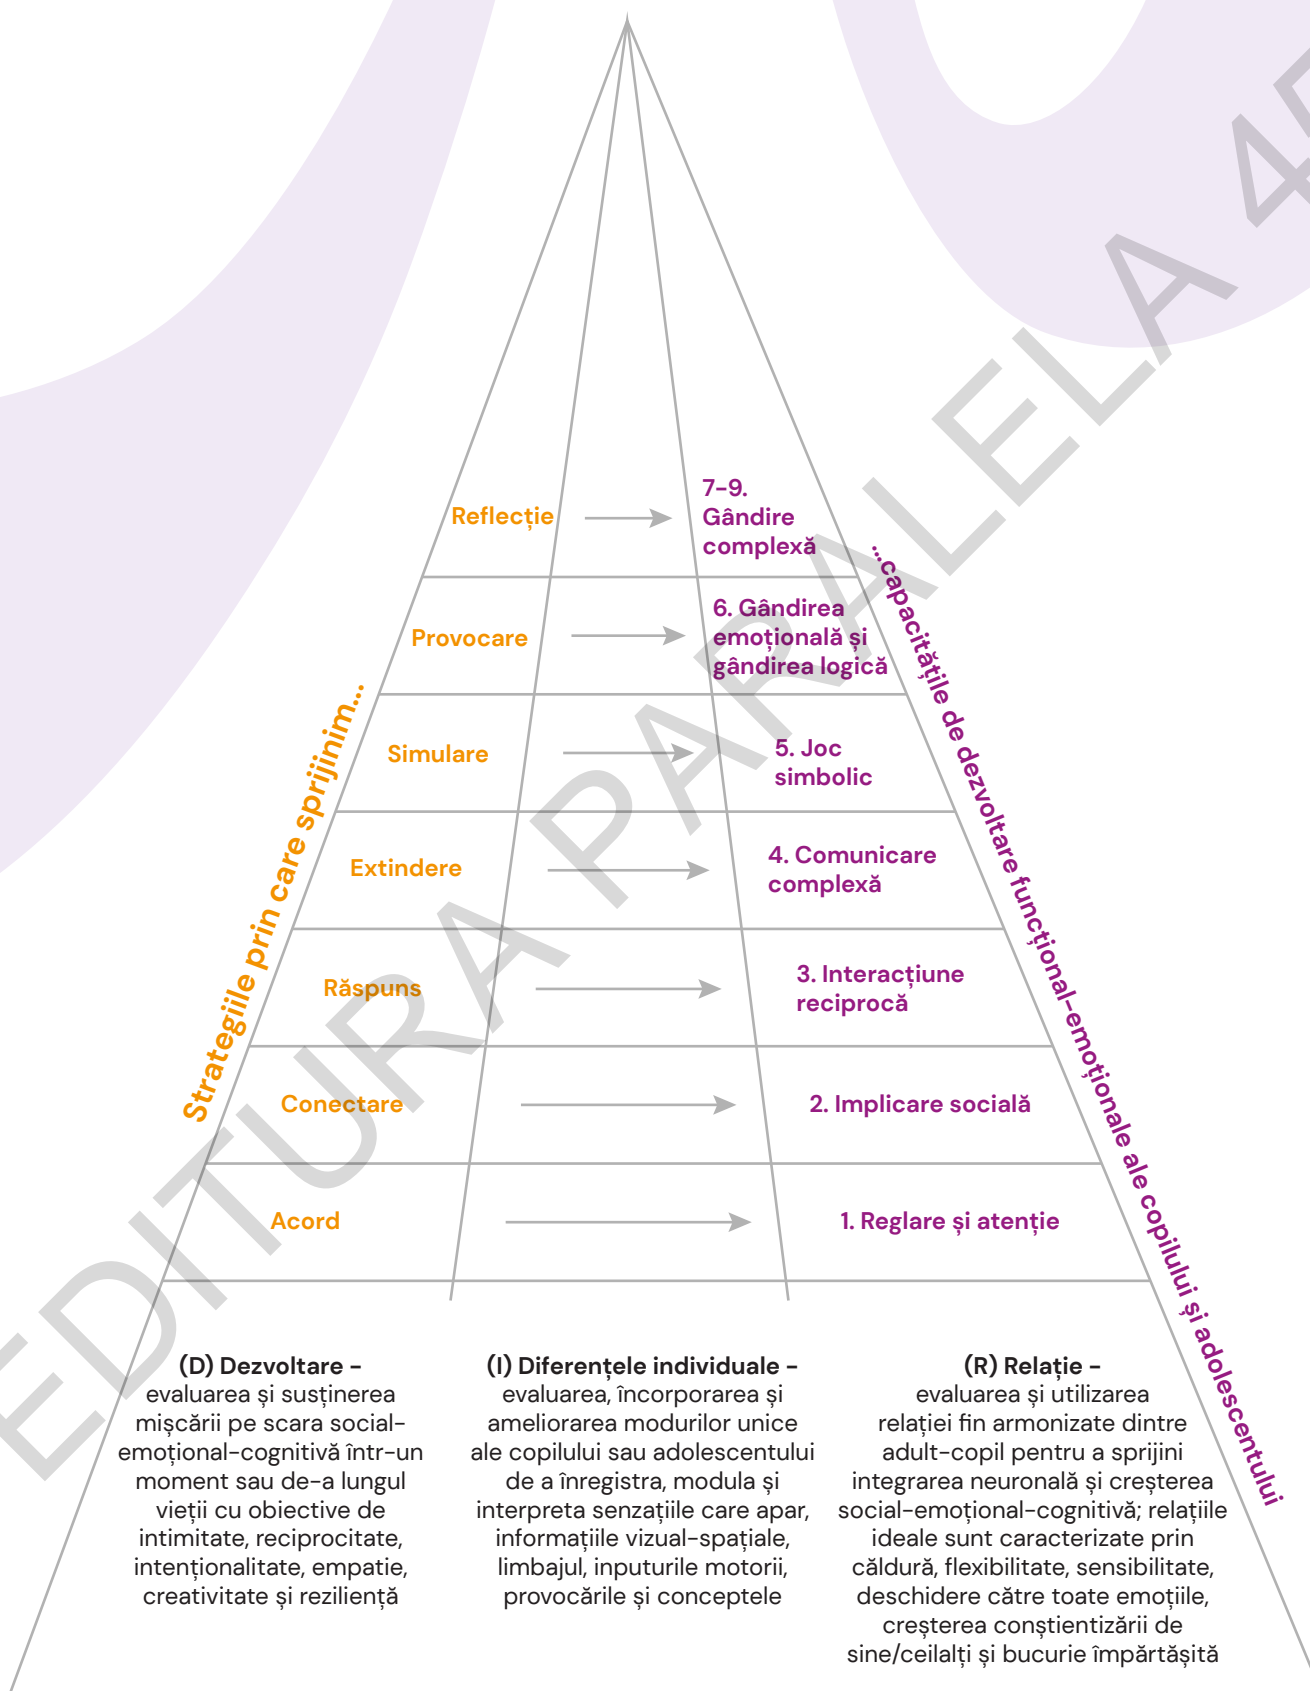 Reflecție
7–9.
Gândire
complexă
Provocare
6. Gândirea
emoțională și
gândirea logică
Simulare
5. Joc
simbolic
Extindere
4. Comunicare
complexă
Răspuns
3. Interacțiune
reciprocă
Conectare
2. Implicare socială
Acord
1. Reglare și atenție
Strategiile prin care sprijinim...
...capacitățile de dezvoltare funcțional-emoționale ale copilului și adolescentului
(D) Dezvoltare –
evaluarea și susținerea
mișcării pe scara social-
emoțional-cognitivă într-un
moment sau de-a lungul
vieții cu obiective de
intimitate, reciprocitate,
intenționalitate, empatie,
creativitate și reziliență
(I) Diferențele individuale –
evaluarea, încorporarea și
ameliorarea modurilor unice
ale copilului sau adolescentului
de a înregistra, modula și
interpreta senzațiile care apar,
informațiile vizual-spațiale,
limbajul, inputurile motorii,
provocările și conceptele
(R) Relație –
evaluarea și utilizarea
relației fin armonizate dintre
adult-copil pentru a sprijini
integrarea neuronală și creșterea
social-emoțional-cognitivă; relațiile
ideale sunt caracterizate prin
căldură, flexibilitate, sensibilitate,
deschidere către toate emoțiile,
creșterea conștientizării de
sine/ceilalți și bucurie împărtășită
EDITURA PARALELA 45